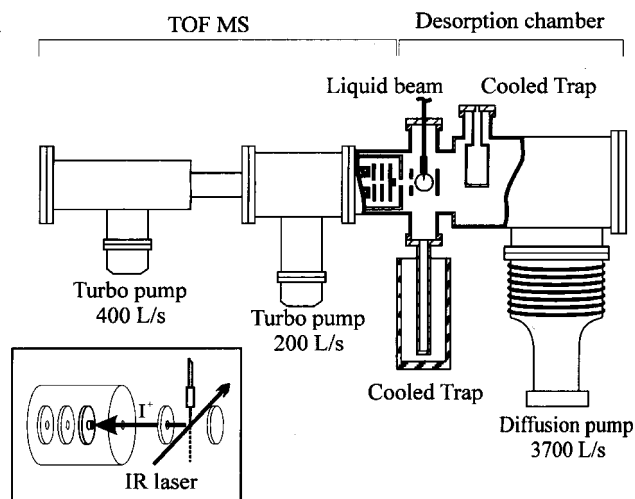 TOF MS
Desorption chamber
Liquid beam
Cooled Trap
Turbo pump
400 L/s
Turbo pump
200 L/s
Cooled Trap
Diffusion pump
3700 L/s
I+
IR laser